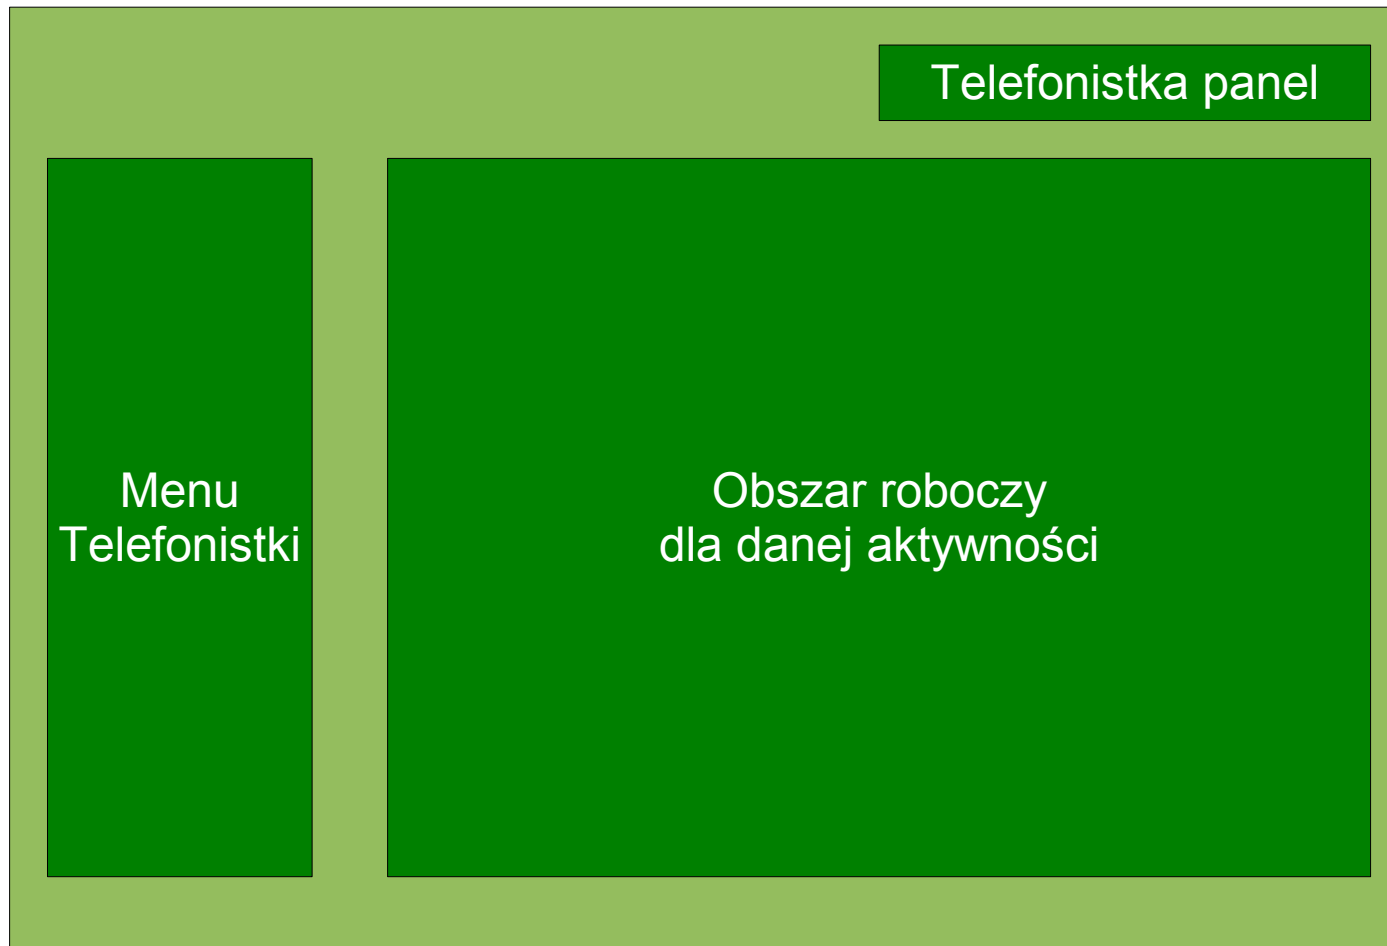 Telefonistka panel
Menu
Telefonistki
Obszar roboczy
dla danej aktywności